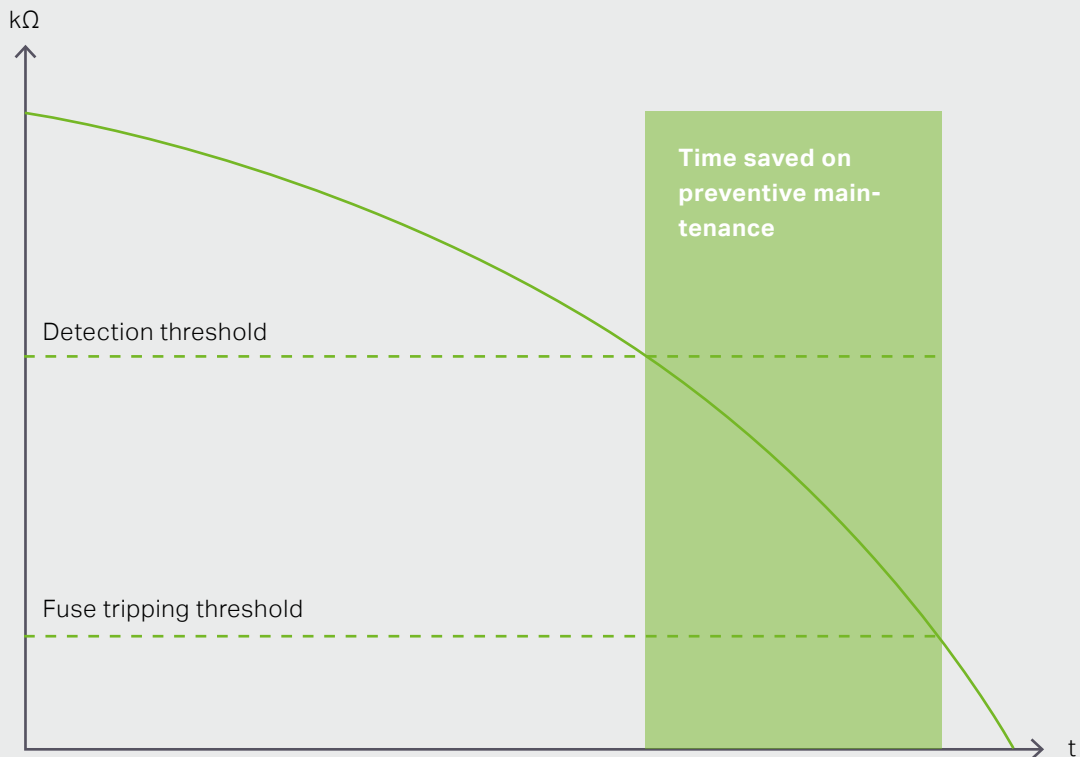 kΩ
Time saved on
preventive main-
tenance
Detection threshold
Fuse tripping threshold
t